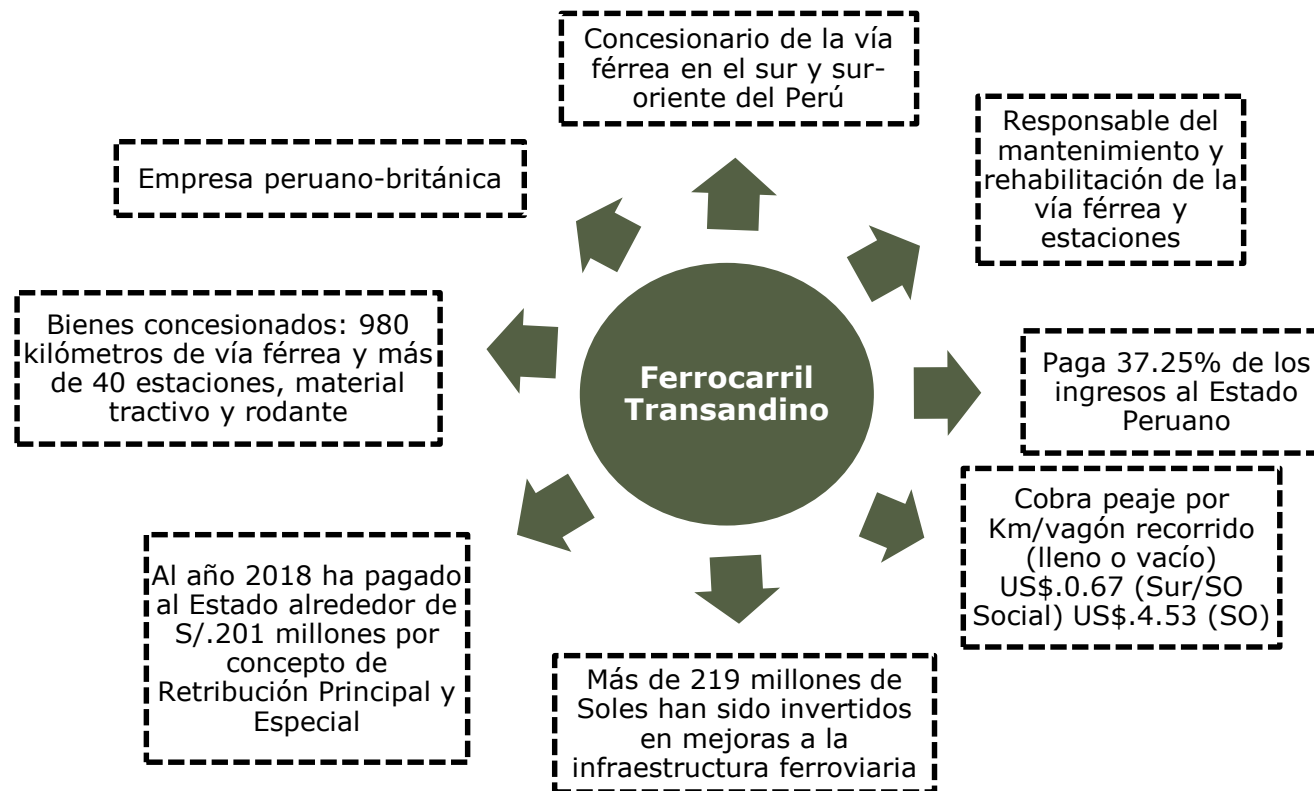 Concesionario de la vía
férrea en el sur y sur-
oriente del Perú
Responsable del
mantenimiento y
rehabilitación de la
vía férrea y
estaciones
Paga 37.25% de los
ingresos al Estado
Peruano
Cobra peaje por
Km/vagón recorrido
(lleno o vacío)
US$.0.67 (Sur/SO
Social) US$.4.53 (SO)
Más de 219 millones de
Soles han sido invertidos
en mejoras a la
infraestructura ferroviaria
Al año 2018 ha pagado
al Estado alrededor de
S/.201 millones por
concepto de
Retribución Principal y
Especial
Bienes concesionados: 980
kilómetros de vía férrea y más
de 40 estaciones, material
tractivo y rodante
Empresa peruano-británica
Ferrocarril
Transandino